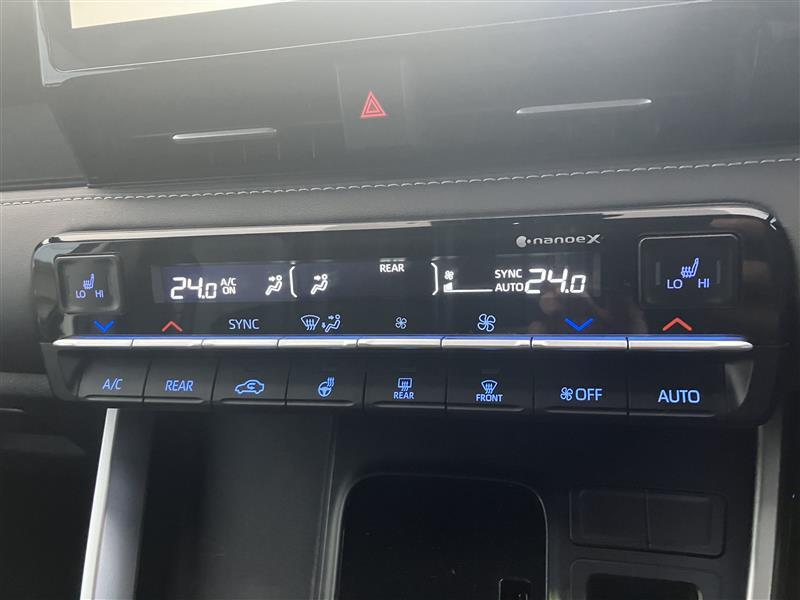 nanoeX
LO HI
24.0 A/C ON
REAR
SYNC AUTO 24.0
LO HI
SYNC
A/C
REAR
REAR
FRONT
OFF
AUTO